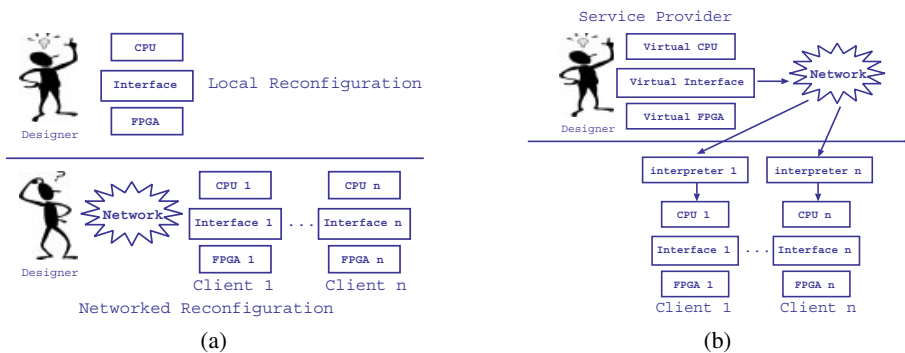 CPU
Interface
Local Reconfiguration
FPGA
Designer
?
Network
CPU 1
CPU n
Interface 1
...
Interface n
FPGA 1
FPGA n
Designer
Client 1
Client n
Networked Reconfiguration
(a)
Service Provider
Virtual CPU
Virtual Interface
Network
Virtual FPGA
Designer
interpreter 1
interpreter n
CPU 1
CPU n
Interface 1
...
Interface n
FPGA 1
FPGA n
Client 1
Client n
(b)